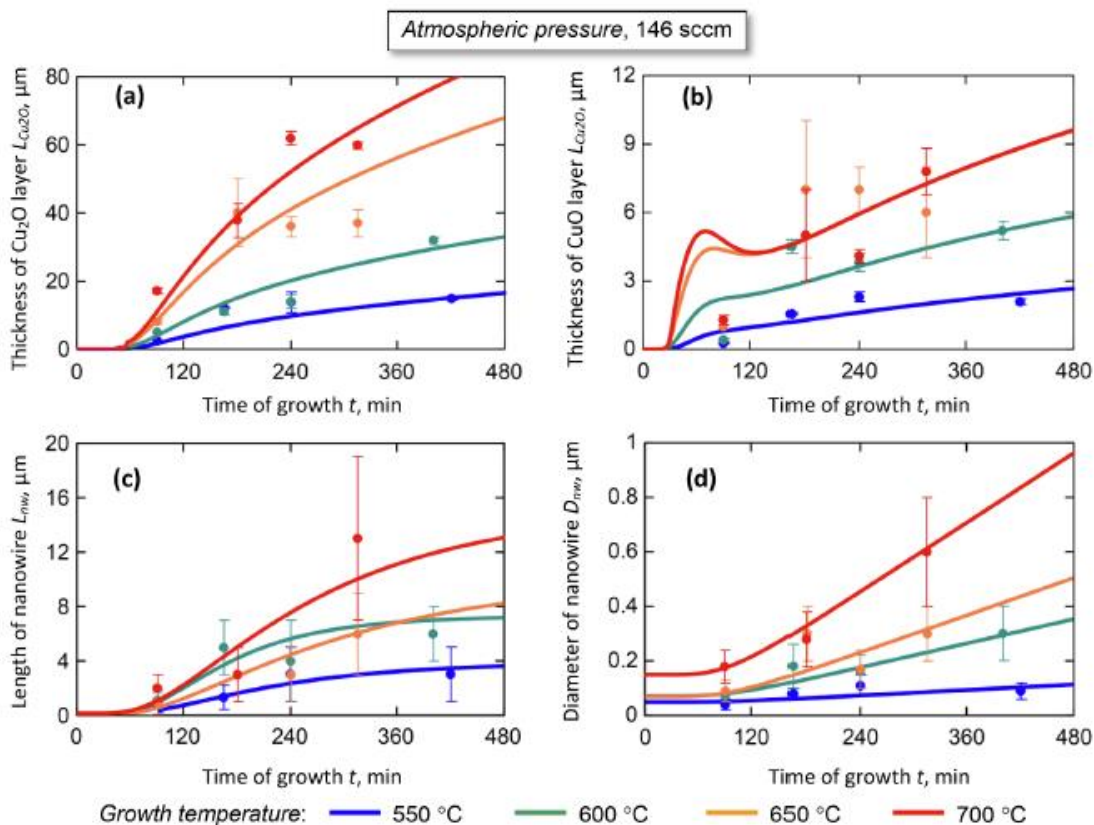 Atmospheric pressure, 146 sccm
(a)
Thickness of Cu₂O layer L_Cu2O, μm
80
60
40
20
0
0 120 240 360 480
Time of growth t, min
(b)
Thickness of CuO layer L_Cu2O, μm
12
9
6
3
0
0 120 240 360 480
Time of growth t, min
(c)
Length of nanowire L_nw, μm
20
16
12
8
4
0
0 120 240 360 480
Time of growth t, min
(d)
Diameter of nanowire D_nw, μm
1
0.8
0.6
0.4
0.2
0
0 120 240 360 480
Time of growth t, min
Growth temperature: 550 °C 600 °C 650 °C 700 °C